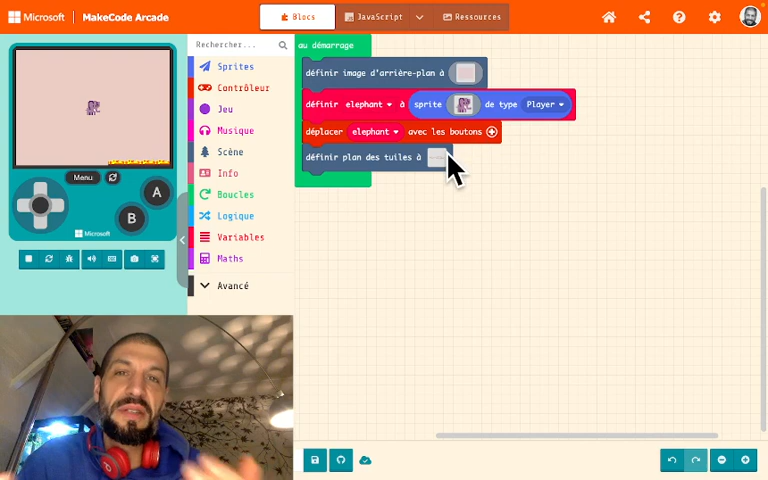 Microsoft
MakeCode Arcade
Blocs
JavaScript
Ressources
Menu
A
B
Microsoft
Rechercher...
Sprites
Contrôleur
Jeu
Musique
Scène
Info
Boucles
Logique
Variables
Maths
Avancé
au démarrage
définir image d'arrière-plan à
définir elephant à sprite de type Player
déplacer elephant avec les boutons
définir plan des tuiles à